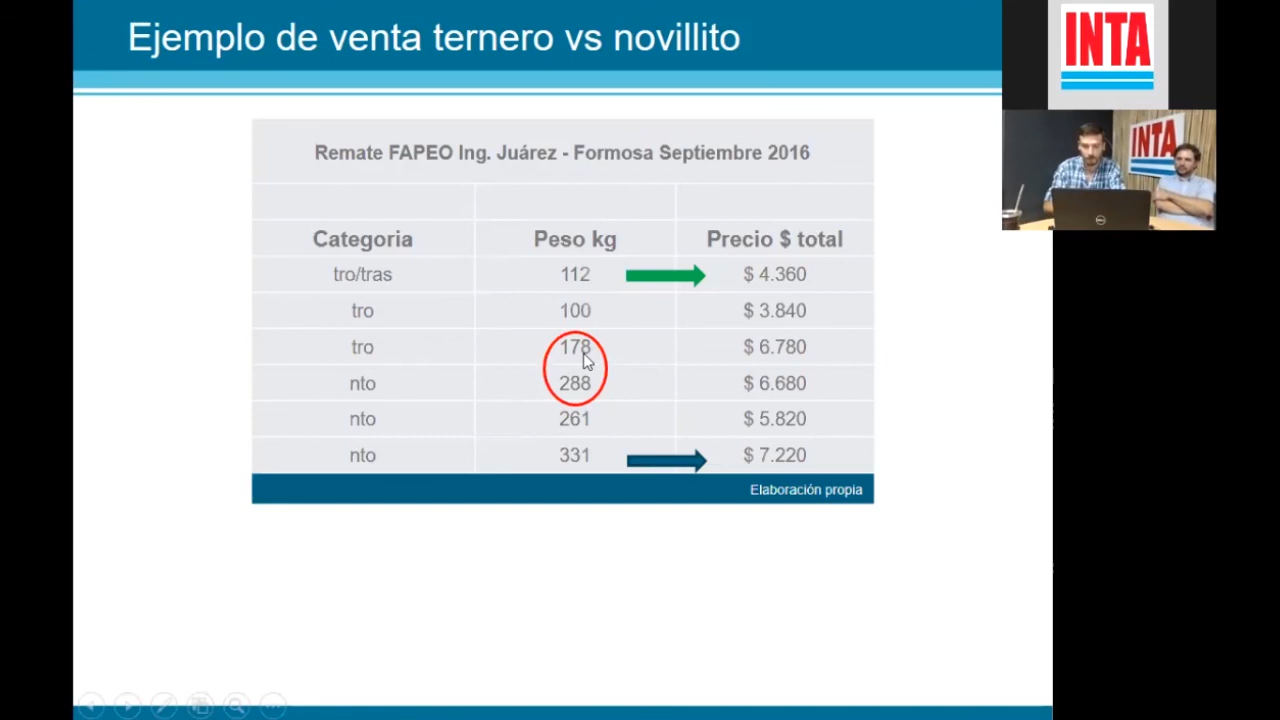 Ejemplo de venta ternero vs novillito
INTA
INTA
Remate FAPEO Ing. Juárez - Formosa Septiembre 2016
Categoria Peso kg Precio $ total
tro/tras 112 $ 4.360
tro 100 $ 3.840
tro 178 $ 6.780
nto 288 $ 6.680
nto 261 $ 5.820
nto 331 $ 7.220
Elaboración propia